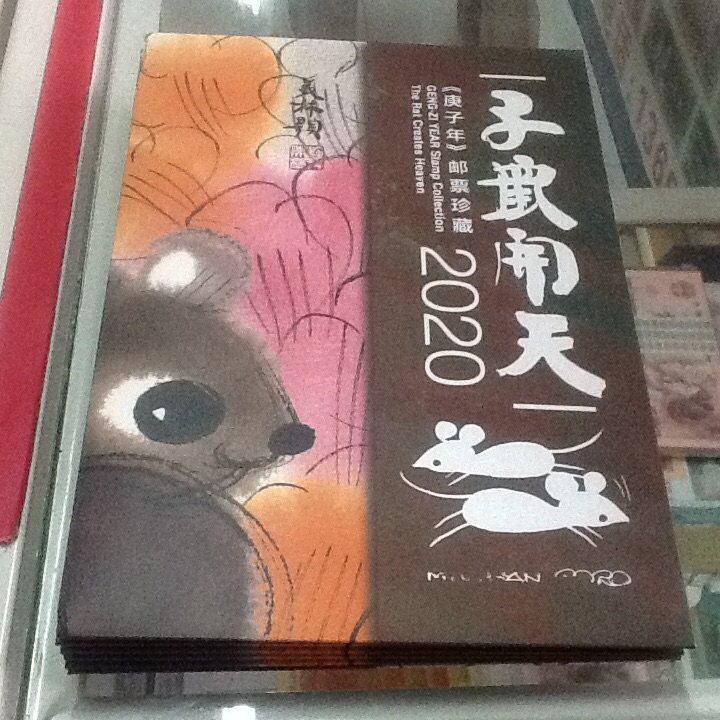 子鼠開天
《庚子年》邮票珍藏
GENG-ZI YEAR Stamp Collection
The Rat Creates Heaven
2020